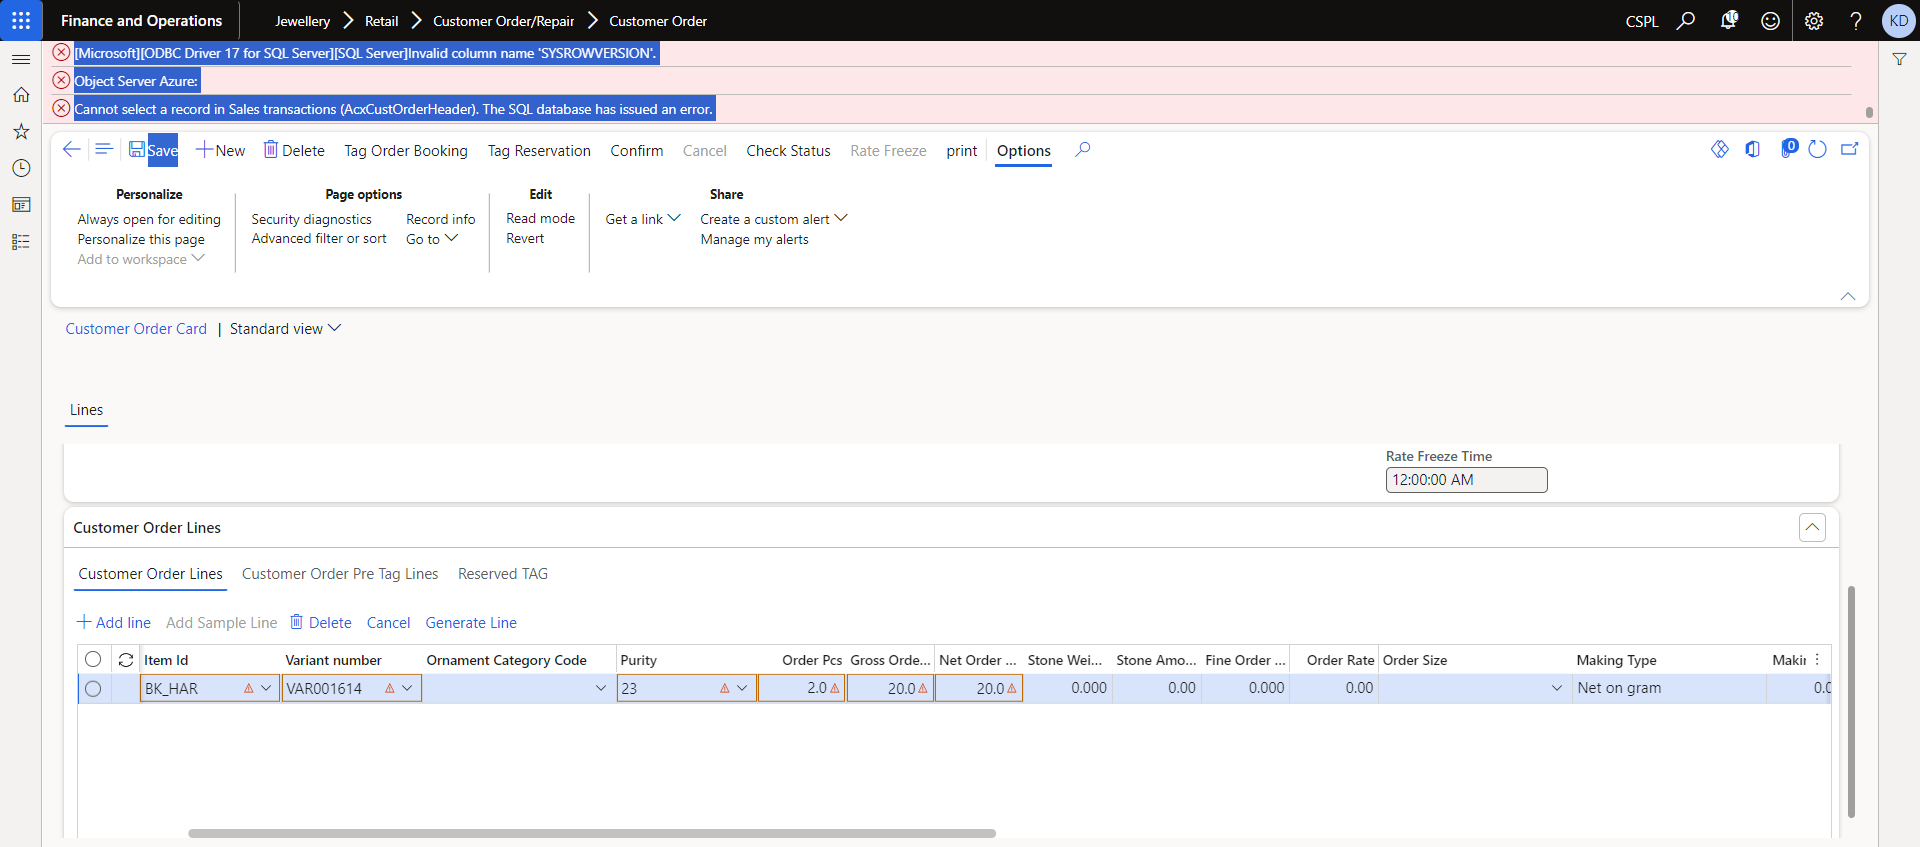 Finance and Operations
Jewellery > Retail > Customer Order/Repair > Customer Order
CSPL
10
?
KD
[Microsoft][ODBC Driver 17 for SQL Server][SQL Server]Invalid column name 'SYSROWVERSION'.
Object Server Azure:
Cannot select a record in Sales transactions (AcxCustOrderHeader). The SQL database has issued an error.
Save New Delete Tag Order Booking Tag Reservation Confirm Cancel Check Status Rate Freeze print Options
0
Personalize Page options Edit Share
Always open for editing Security diagnostics Record info Read mode Get a link Create a custom alert
Personalize this page Advanced filter or sort Go to Revert Manage my alerts
Add to workspace
Customer Order Card | Standard view
Lines
Rate Freeze Time
12:00:00 AM
Customer Order Lines
Customer Order Lines Customer Order Pre Tag Lines Reserved TAG
Add line Add Sample Line Delete Cancel Generate Line
Item Id Variant number Ornament Category Code Purity Order Pcs Gross Orde... Net Order ... Stone Wei... Stone Amo... Fine Order ... Order Rate Order Size Making Type
BK_HAR VAR001614 23 2.0 20.0 20.0 0.000 0.00 0.000 0.00 Net on gram